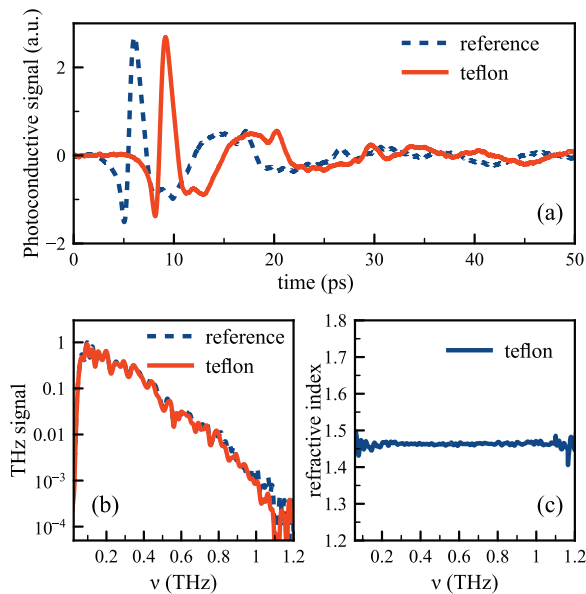 Photoconductive signal (a.u.)
2
0
−2
reference
teflon
(a)
0 10 20 30 40 50
time (ps)
THz signal
1
0.1
0.01
10⁻³
10⁻⁴
reference
teflon
(b)
0.2 0.4 0.6 0.8 1 1.2
ν (THz)
refractive index
1.8
1.7
1.6
1.5
1.4
1.3
1.2
teflon
(c)
0.2 0.4 0.6 0.8 1 1.2
ν (THz)